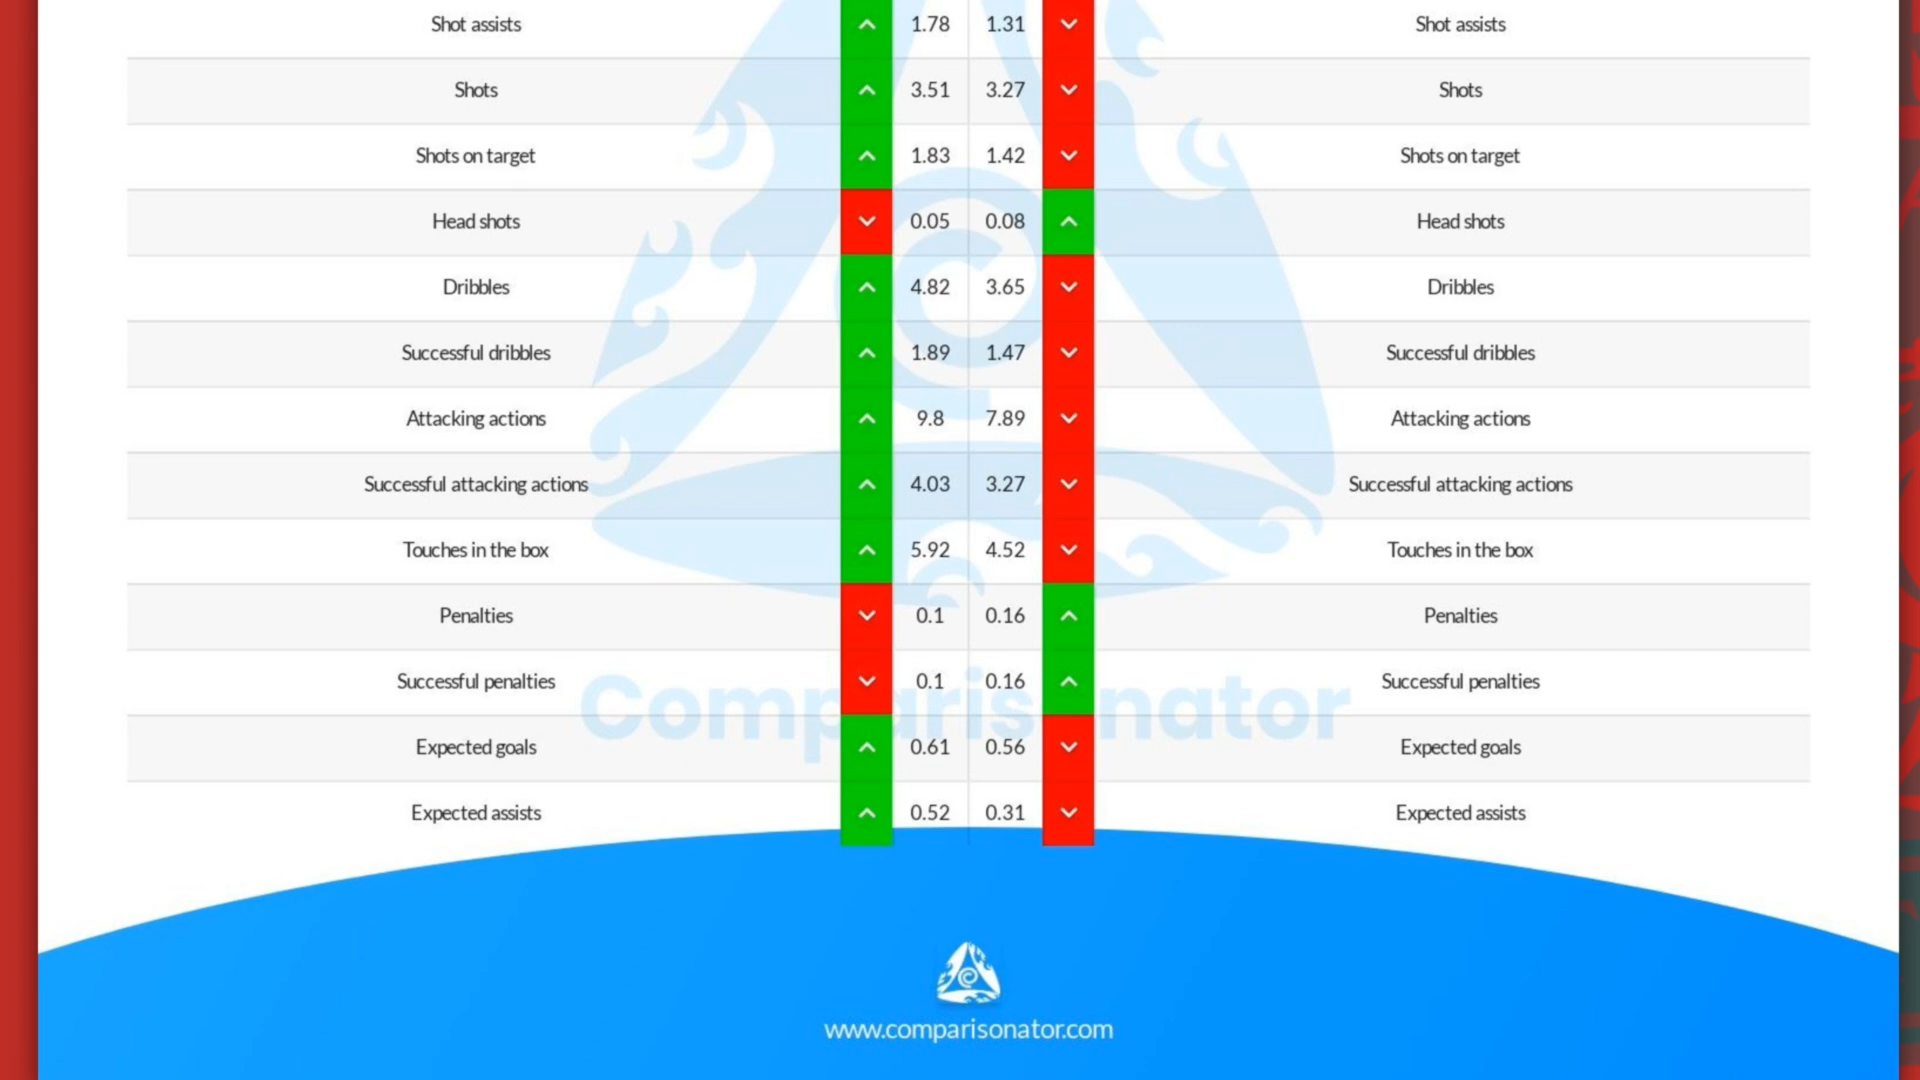 Shot assists 1.78 1.31 Shot assists
Shots 3.51 3.27 Shots
Shots on target 1.83 1.42 Shots on target
Head shots 0.05 0.08 Head shots
Dribbles 4.82 3.65 Dribbles
Successful dribbles 1.89 1.47 Successful dribbles
Attacking actions 9.8 7.89 Attacking actions
Successful attacking actions 4.03 3.27 Successful attacking actions
Touches in the box 5.92 4.52 Touches in the box
Penalties 0.1 0.16 Penalties
Successful penalties 0.1 0.16 Successful penalties
Comparisonator
Expected goals 0.61 0.56 Expected goals
Expected assists 0.52 0.31 Expected assists
www.comparisonator.com